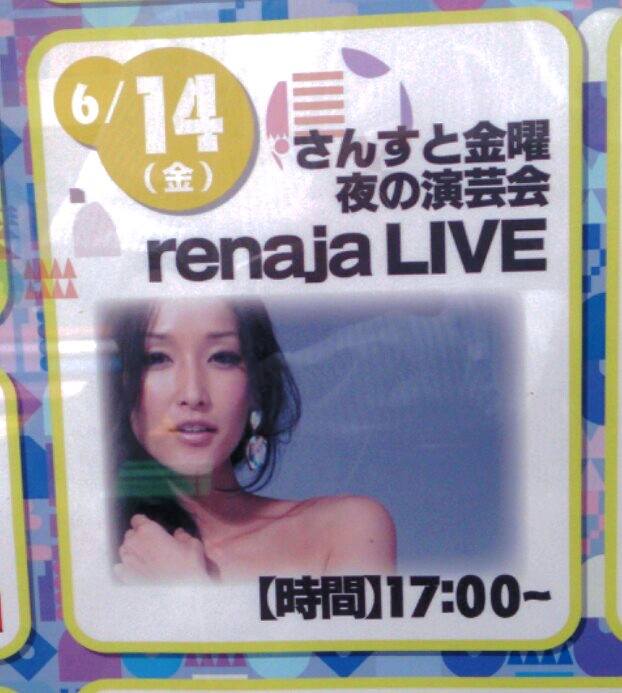 6/14
(金)
さんすと金曜
夜の演芸会
renaja LIVE
【時間】17:00~